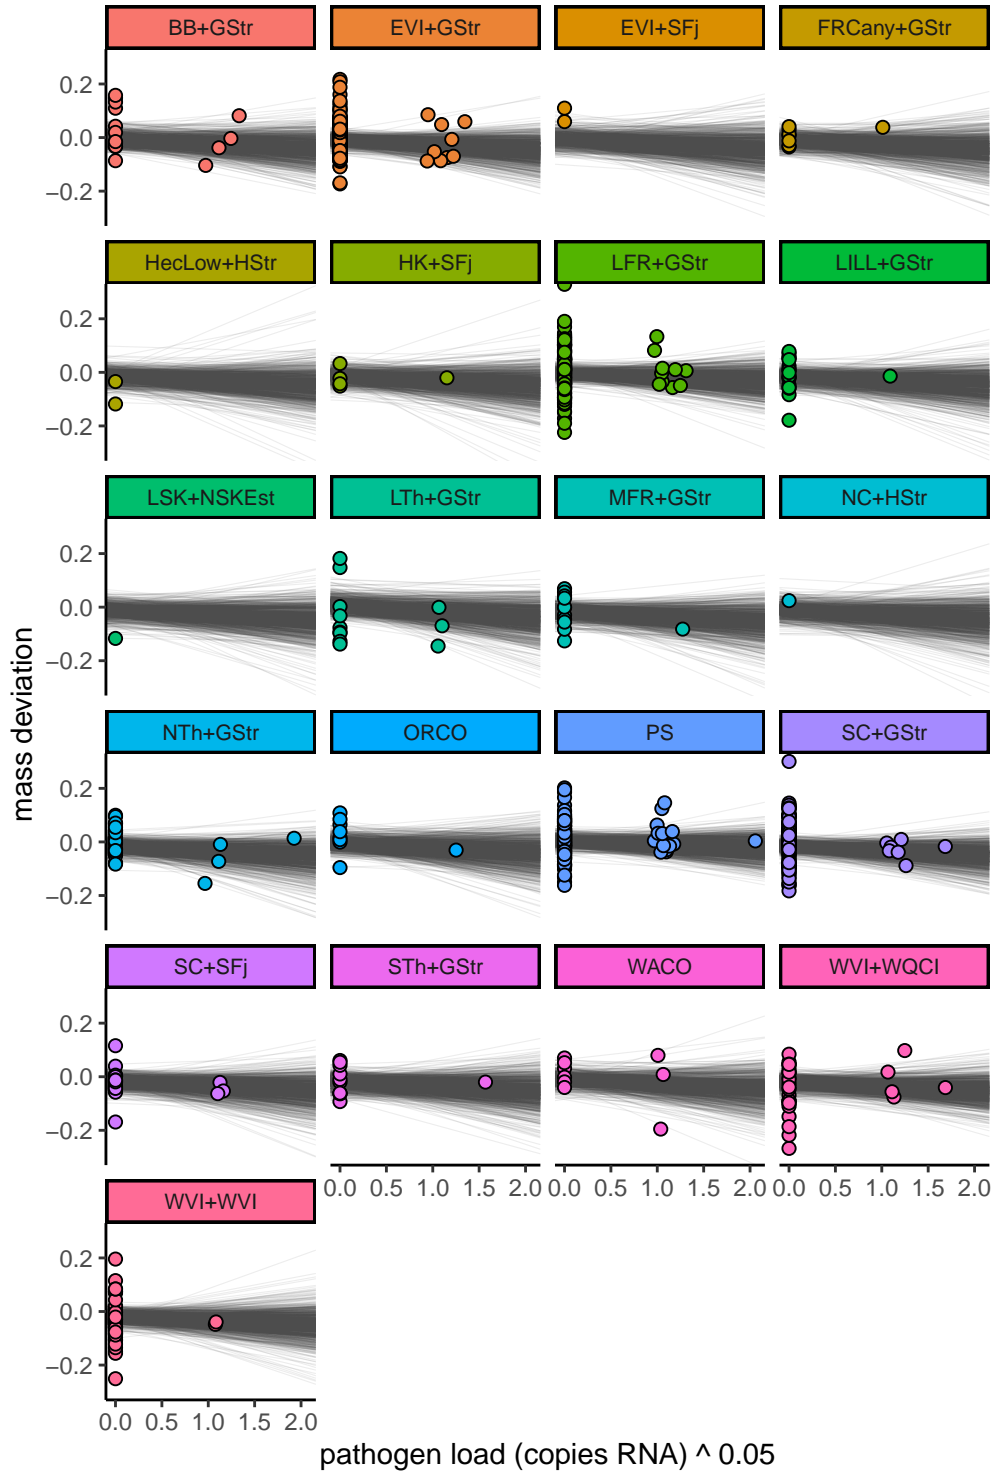 BB+GStr EVI+GStr EVI+SFj FRCany+GStr
0.2
0.0
−0.2
HecLow+HStr HK+SFj LFR+GStr LILL+GStr
0.2
0.0
−0.2
LSK+NSKEst LTh+GStr MFR+GStr NC+HStr
0.2
0.0
−0.2
mass deviation
NTh+GStr ORCO PS SC+GStr
0.2
0.0
−0.2
SC+SFj STh+GStr WACO WVI+WQCI
0.2
0.0
−0.2
0.0 0.5 1.0 1.5 2.0 0.0 0.5 1.0 1.5 2.0 0.0 0.5 1.0 1.5 2.0
WVI+WVI
0.2
0.0
−0.2
0.0 0.5 1.0 1.5 2.0
pathogen load (copies RNA) ^ 0.05